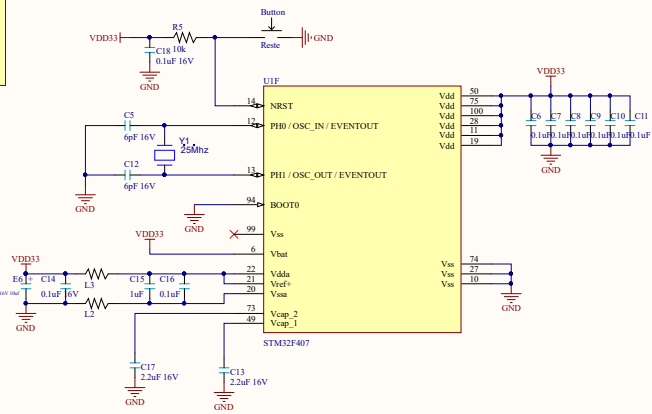 Button
VDD33
R5
10k
Reste
GND
C18
0.1uF 16V
GND
U1F
14
NRST
12
PH0 / OSC_IN / EVENTOUT
13
PH1 / OSC_OUT / EVENTOUT
94
BOOT0
99
Vss
6
Vbat
22
Vdda
21
Vref+
20
Vssa
73
Vcap_2
49
Vcap_1
STM32F407
Vdd
50
Vdd
75
Vdd
100
Vdd
28
Vdd
11
Vdd
19
Vss
74
Vss
27
Vss
10
GND
VDD33
C6
C7
C8
C9
C10
C11
0.1uF
0.1uF
0.1uF
0.1uF
0.1uF
0.1uF
GND
C5
6pF 16V
Y1
25Mhz
C12
6pF 16V
GND
GND
VDD33
VDD33
E6
+
C14
0.1uF 16V
L3
L2
C15
1uF
C16
0.1uF
GND
C17
2.2uF 16V
GND
C13
2.2uF 16V
GND